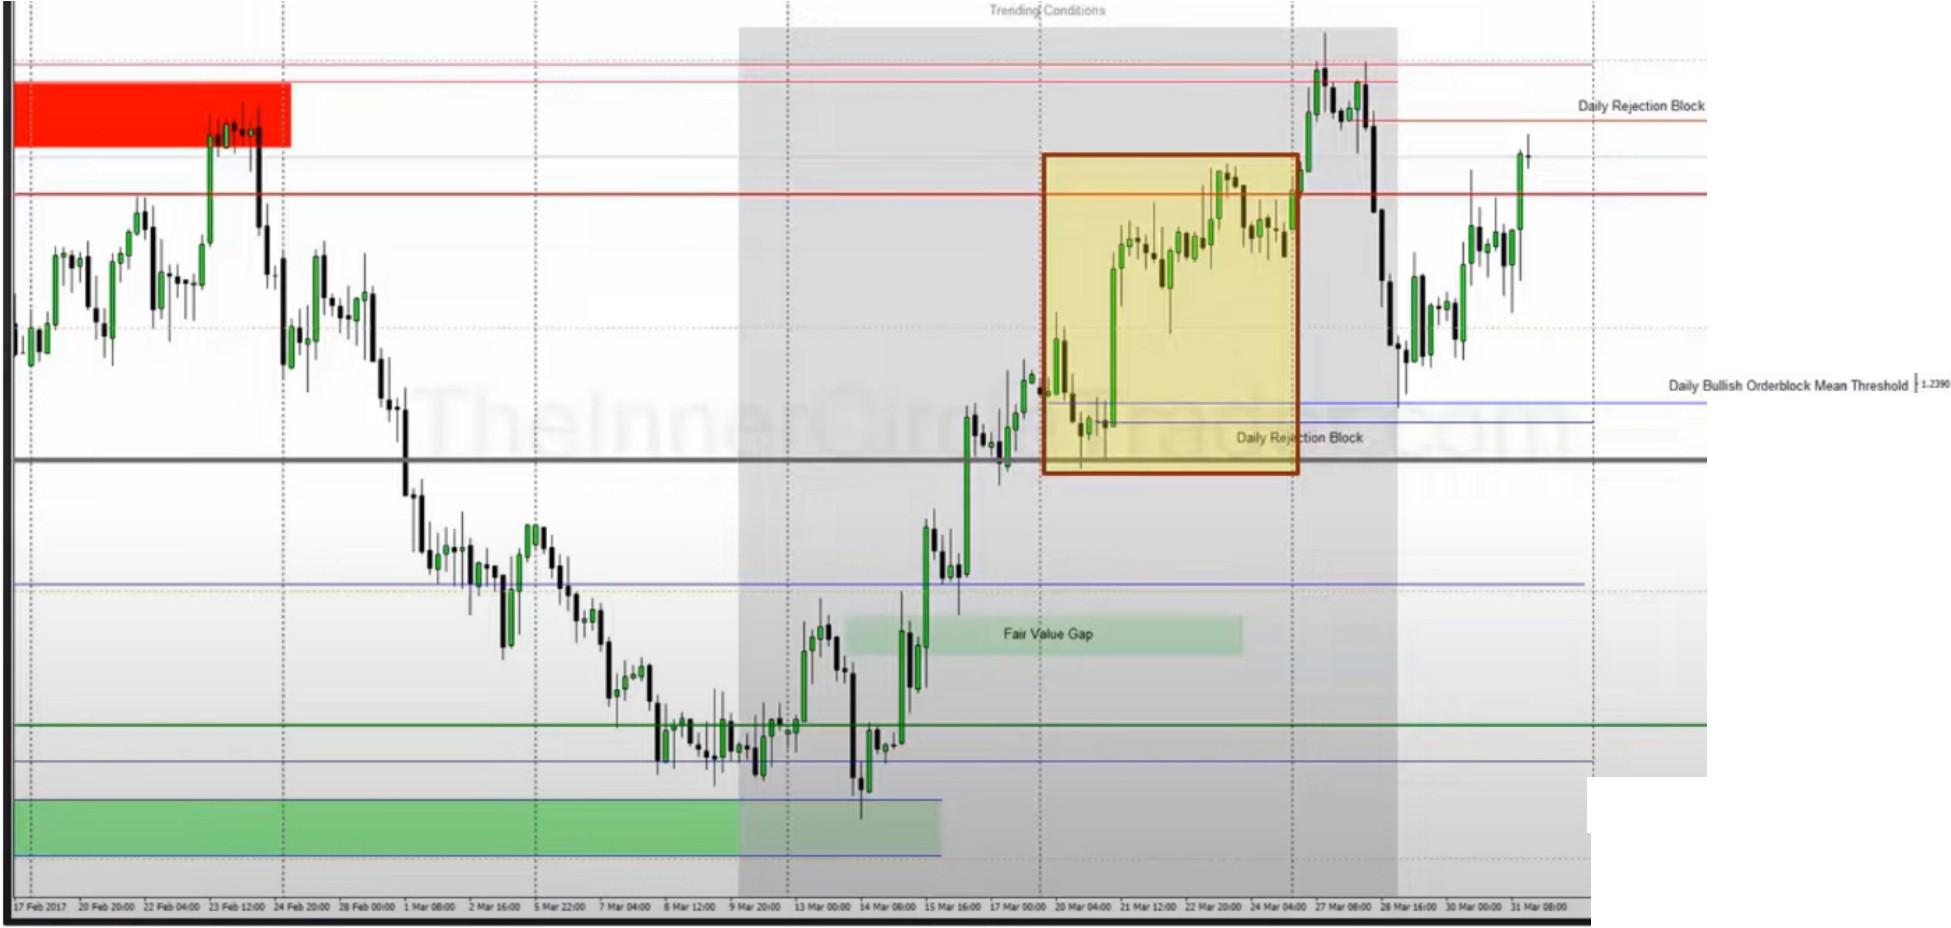 Trending Conditions
Daily Rejection Block
TheInnerCircleTrader.com
Daily Bullish Orderblock Mean Threshold 1.2390
Daily Rejection Block
Fair Value Gap
17 Feb 2017 20 Feb 20:00 22 Feb 04:00 23 Feb 12:00 24 Feb 20:00 28 Feb 00:00 1 Mar 08:00 2 Mar 16:00 5 Mar 22:00 7 Mar 04:00 8 Mar 12:00 9 Mar 20:00 13 Mar 00:00 14 Mar 08:00 15 Mar 16:00 17 Mar 00:00 20 Mar 04:00 21 Mar 12:00 22 Mar 20:00 24 Mar 04:00 27 Mar 08:00 28 Mar 16:00 30 Mar 00:00 31 Mar 08:00